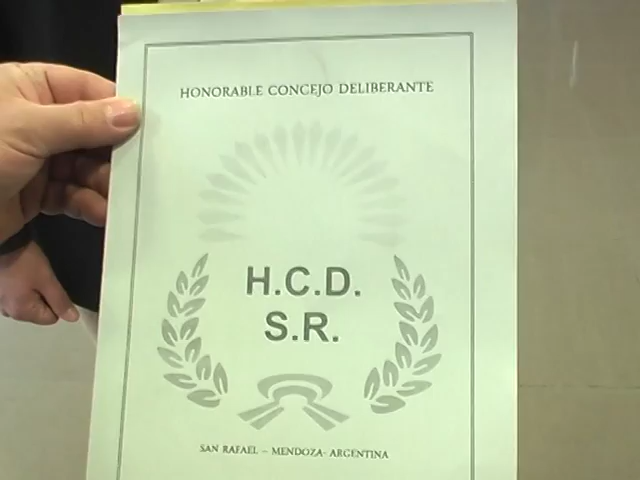 HONORABLE CONCEJO DELIBERANTE
H.C.D.
S.R.
SAN RAFAEL – MENDOZA- ARGENTINA